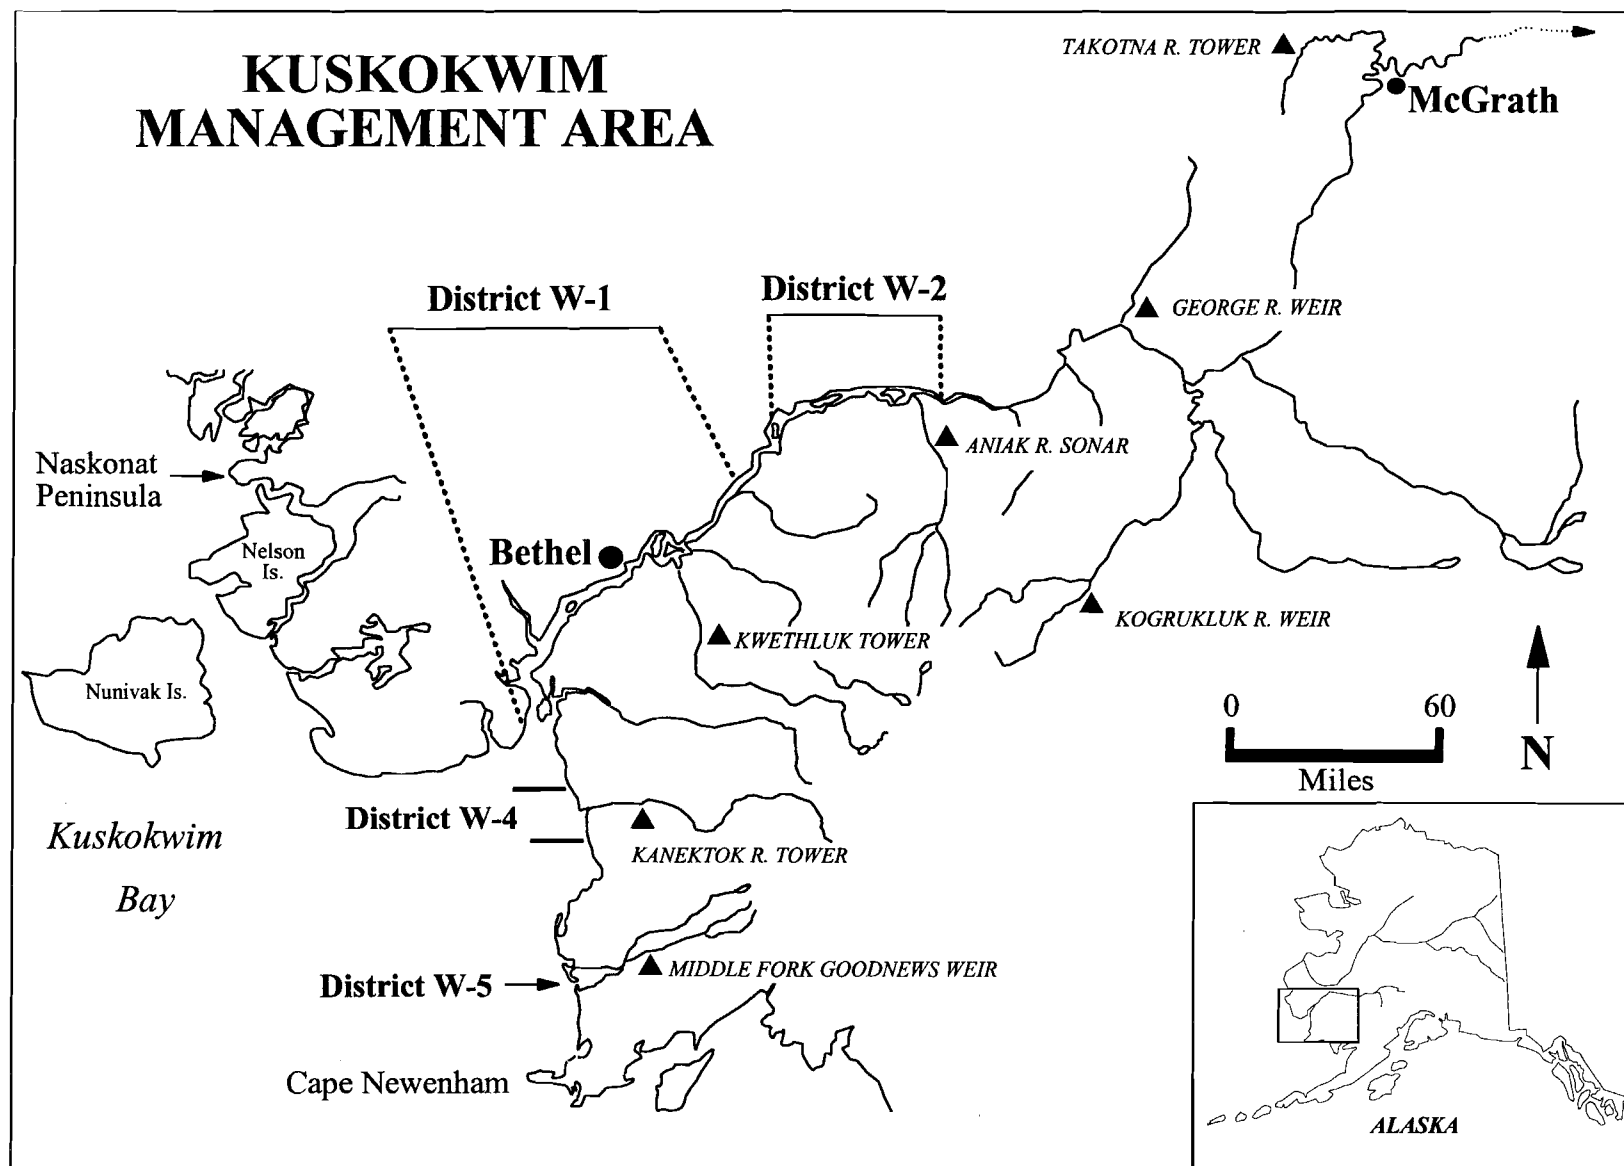 KUSKOKWIM
MANAGEMENT AREA
TAKOTNA R. TOWER
McGrath
District W-1
District W-2
GEORGE R. WEIR
Naskonat
Peninsula
ANIAK R. SONAR
Nelson
Is.
Bethel
KOGRUKLUK R. WEIR
KWETHLUK TOWER
Nunivak Is.
0 60
Miles
N
Kuskokwim
Bay
District W-4
KANEKTOK R. TOWER
District W-5
MIDDLE FORK GOODNEWS WEIR
Cape Newenham
ALASKA